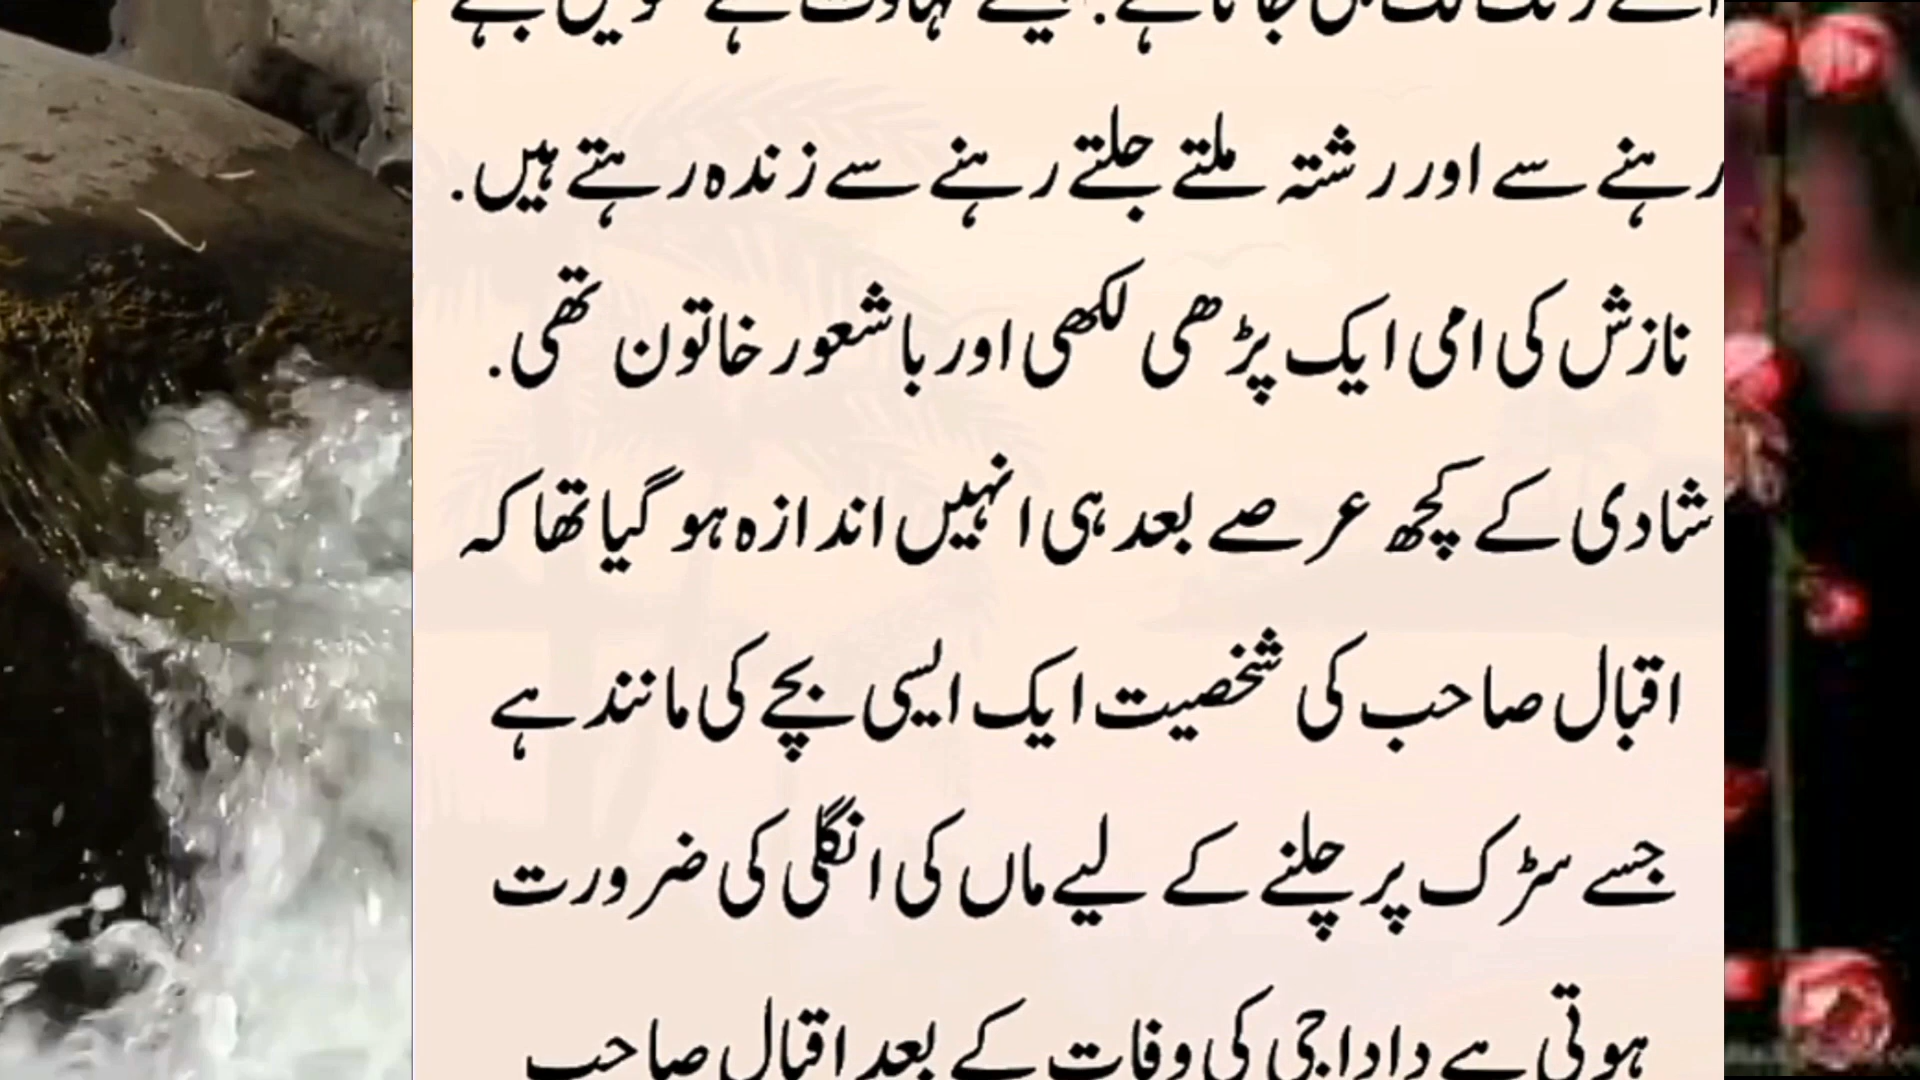 رہنے سے اور رشتہ ملتے جلتے رہنے سے زندہ رہتے ہیں.
نازش کی امی ایک پڑھی لکھی اور باشعور خاتون تھی.
شادی کے کچھ عرصے بعد ہی انہیں اندازہ ہو گیا تھا کہ
اقبال صاحب کی شخصیت ایک ایسی بچے کی مانند ہے
جسے سڑک پر چلنے کے لیے ماں کی انگلی کی ضرورت
ہوتی ہے دادا جی کی وفات کے بعد اقبال صاحب